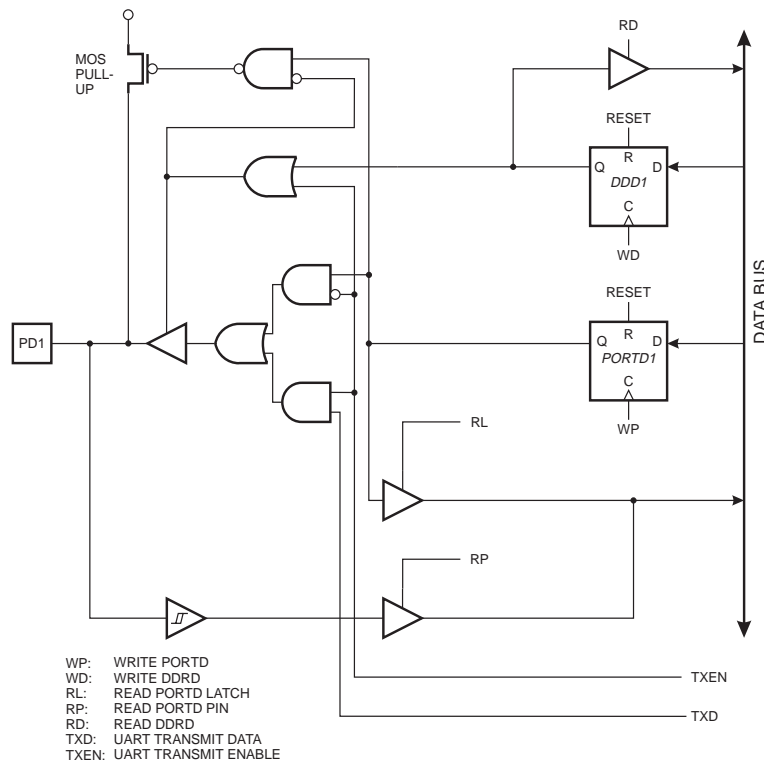 RD
MOS
PULL-
UP
RESET
R
Q
D
DDD1
C
WD
RESET
R
Q
D
PORTD1
C
WP
DATA BUS
PD1
RL
RP
WP: WRITE PORTD
WD: WRITE DDRD
RL: READ PORTD LATCH
RP: READ PORTD PIN
RD: READ DDRD
TXD: UART TRANSMIT DATA
TXEN: UART TRANSMIT ENABLE
TXEN
TXD